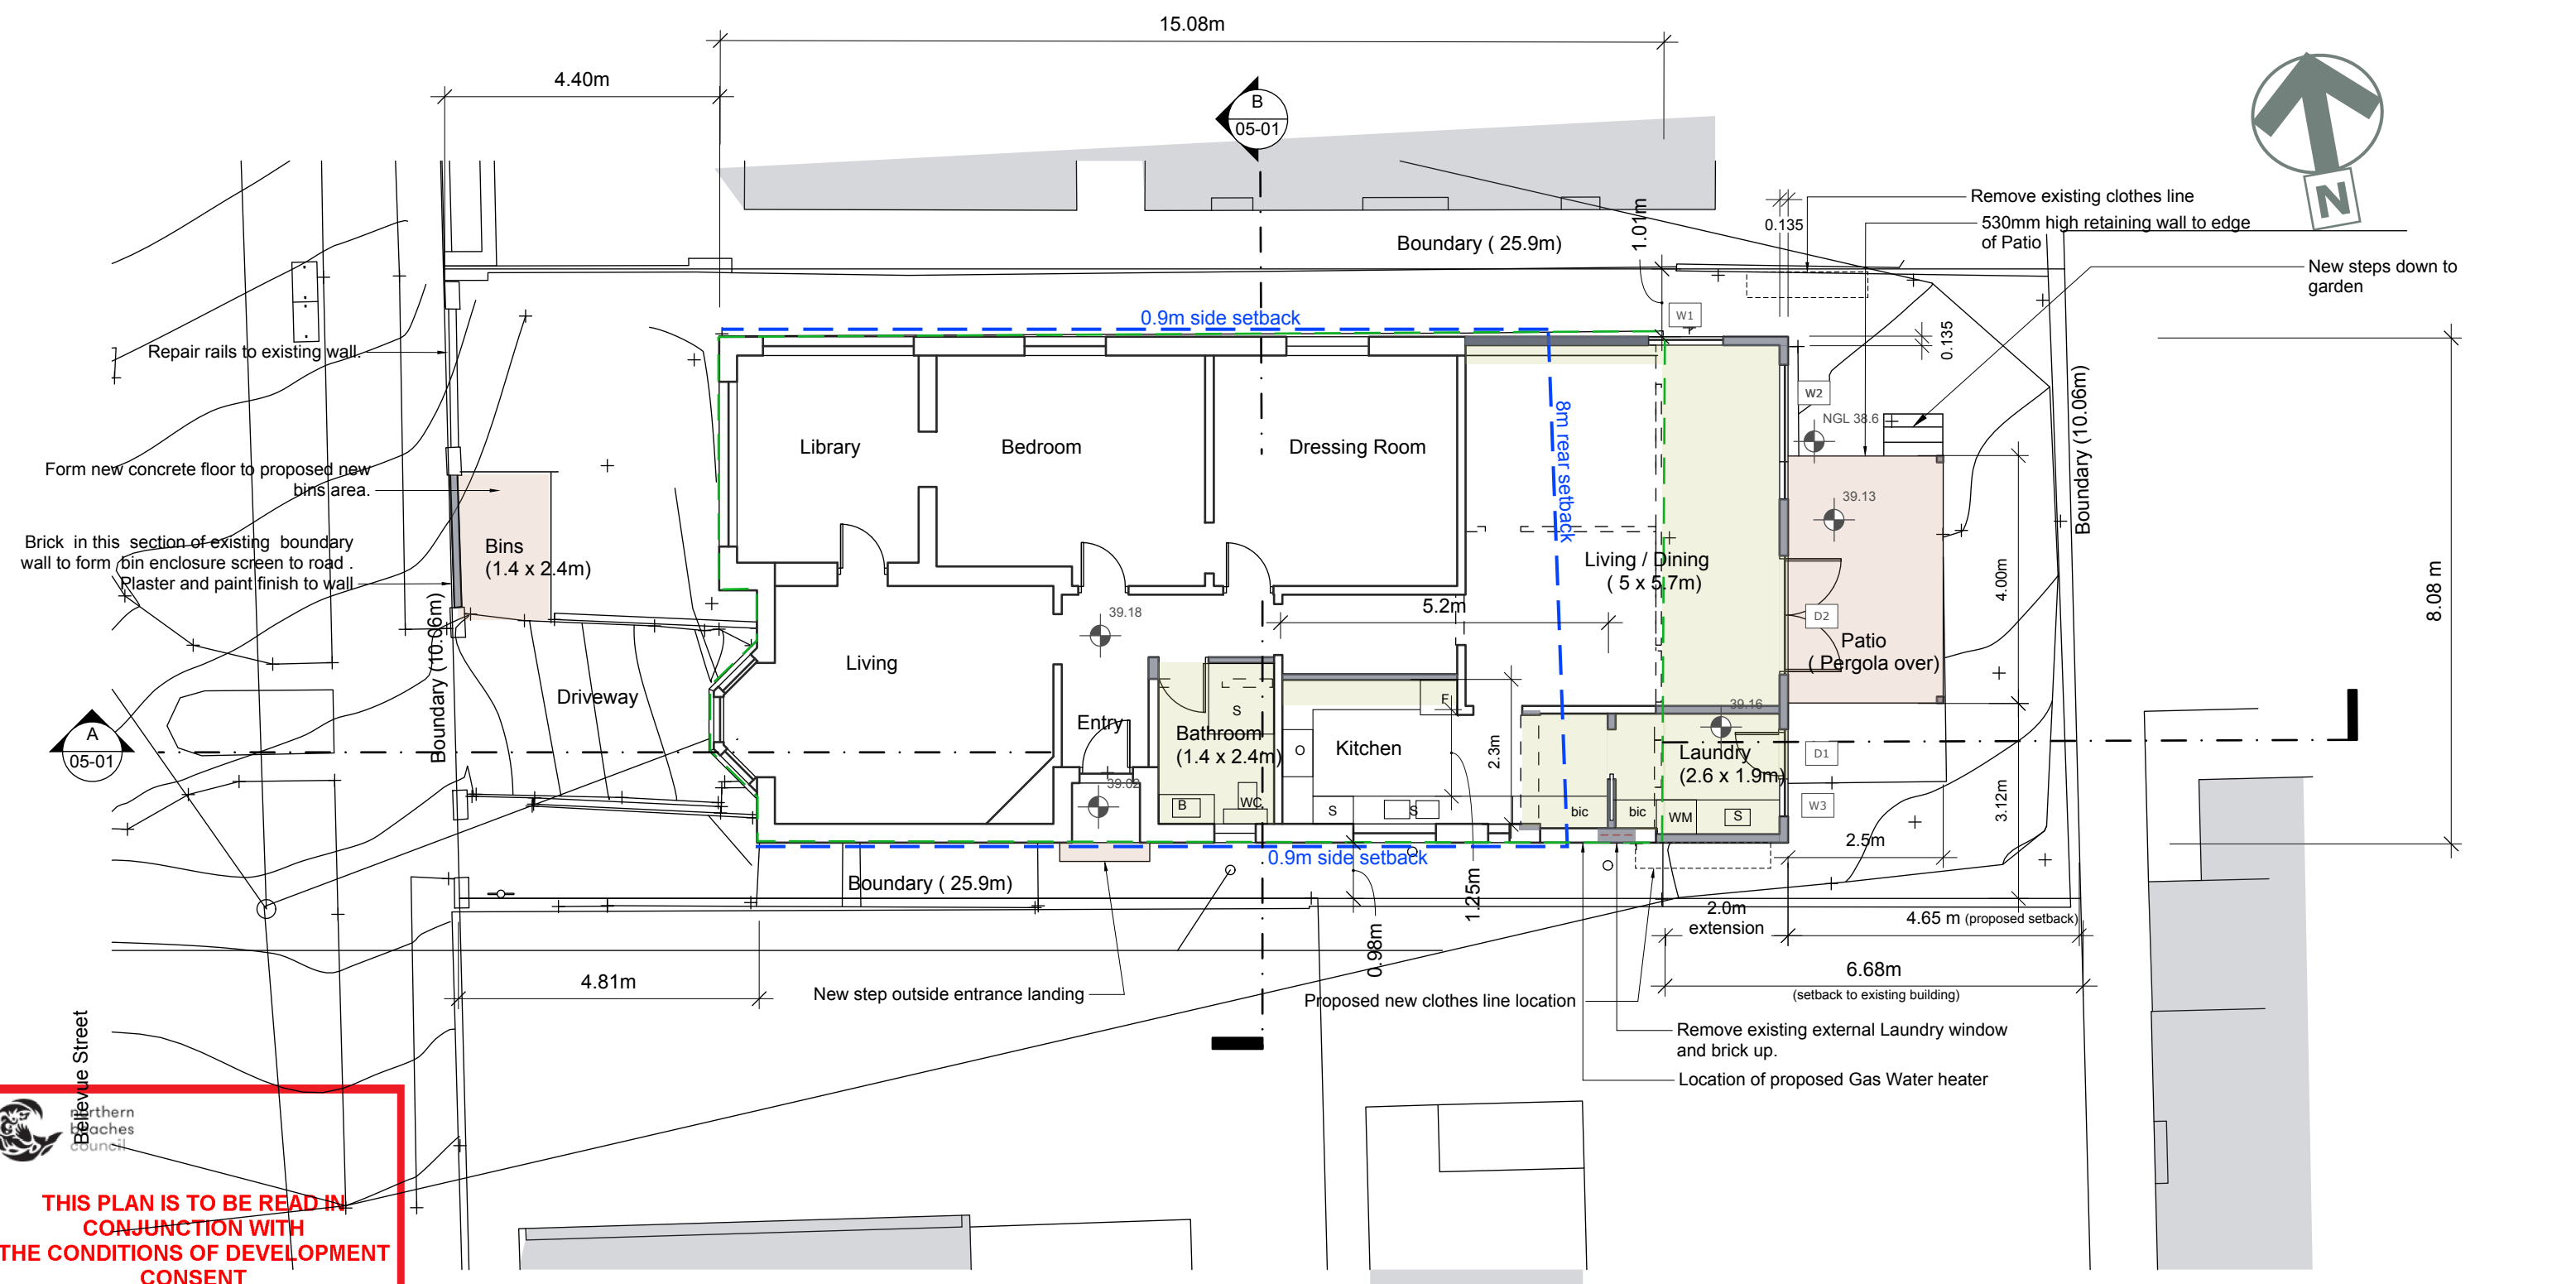 15.08m
4.40m
B
05-01
N
Remove existing clothes line
530mm high retaining wall to edge
of Patio
New steps down to
garden
0.135
1.01m
Boundary ( 25.9m)
W1
0.9m side setback
0.135
Repair rails to existing wall.
W2
NGL 38.6
Boundary (10.06m)
8m rear setback
Library
Bedroom
Dressing Room
Form new concrete floor to proposed new
bins area.
39.13
Brick in this section of existing boundary
wall to form bin enclosure screen to road .
Plaster and paint finish to wall
Bins
(1.4 x 2.4m)
Living / Dining
( 5 x 5.7m)
4.00m
8.08 m
5.2m
39.18
D2
Patio
( Pergola over)
Boundary (10.06m)
Living
Driveway
Entry
S
F
39.16
A
05-01
Bathroom
(1.4 x 2.4m)
O
Kitchen
2.3m
Laundry
(2.6 x 1.9m)
D1
39.02
B
WC
S
S
bic
bic
WM
S
W3
3.12m
2.5m
0.9m side setback
Boundary ( 25.9m)
1.25m
0.98m
2.0m
extension
4.65 m (proposed setback)
4.81m
6.68m
(setback to existing building)
New step outside entrance landing
Proposed new clothes line location
Remove existing external Laundry window
and brick up.
Location of proposed Gas Water heater
Bellevue Street
northern
beaches
council
THIS PLAN IS TO BE READ IN
CONJUNCTION WITH
THE CONDITIONS OF DEVELOPMENT
CONSENT